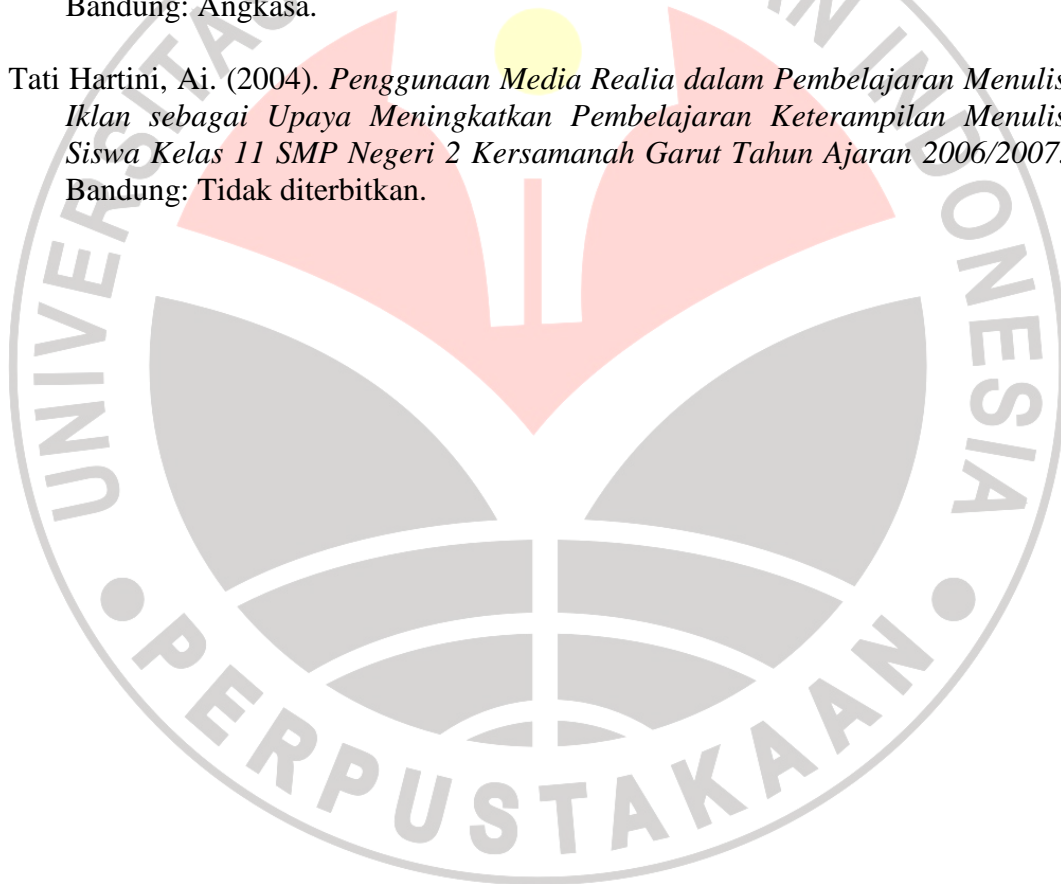 Bandung: Angkasa.
Tati Hartini, Ai. (2004). Penggunaan Media Realia dalam Pembelajaran Menulis
Iklan sebagai Upaya Meningkatkan Pembelajaran Keterampilan Menulis
Siswa Kelas 11 SMP Negeri 2 Kersamanah Garut Tahun Ajaran 2006/2007.
Bandung: Tidak diterbitkan.
UNIVERSITAS
INDONESIA
PERPUSTAKAAN